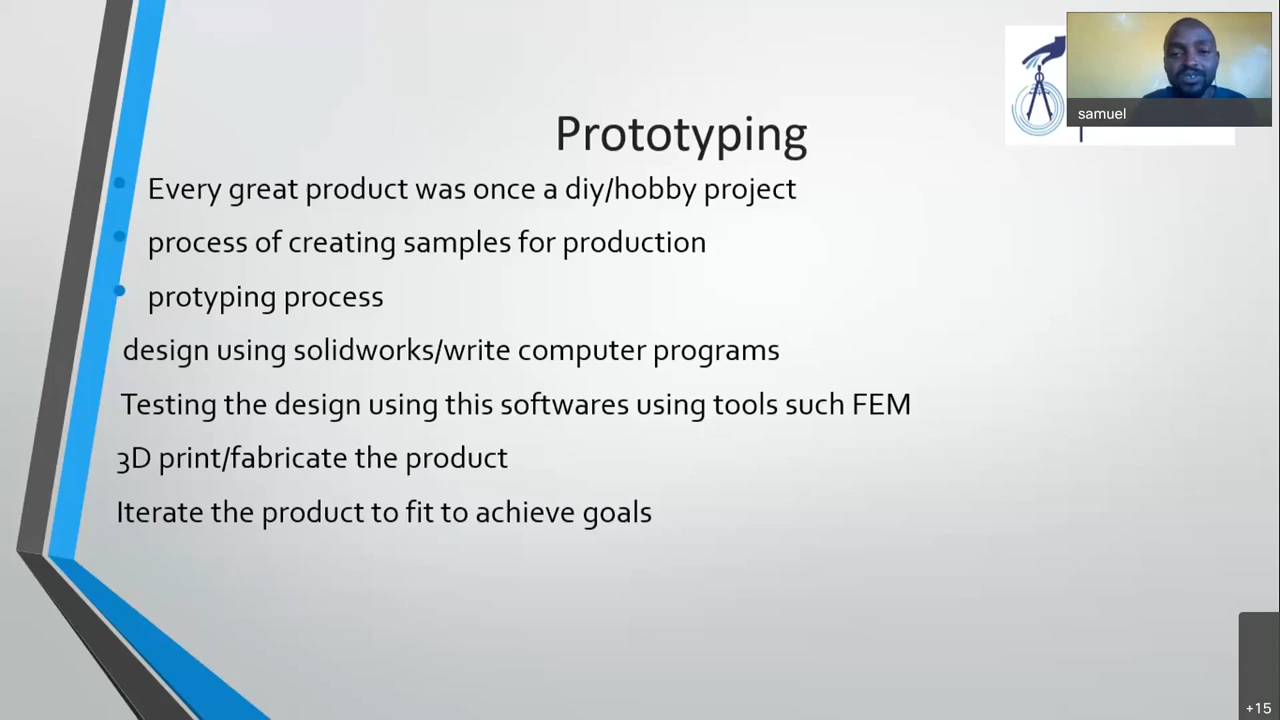 Prototyping
samuel
Every great product was once a diy/hobby project
process of creating samples for production
protyping process
design using solidworks/write computer programs
Testing the design using this softwares using tools such FEM
3D print/fabricate the product
Iterate the product to fit to achieve goals
+15